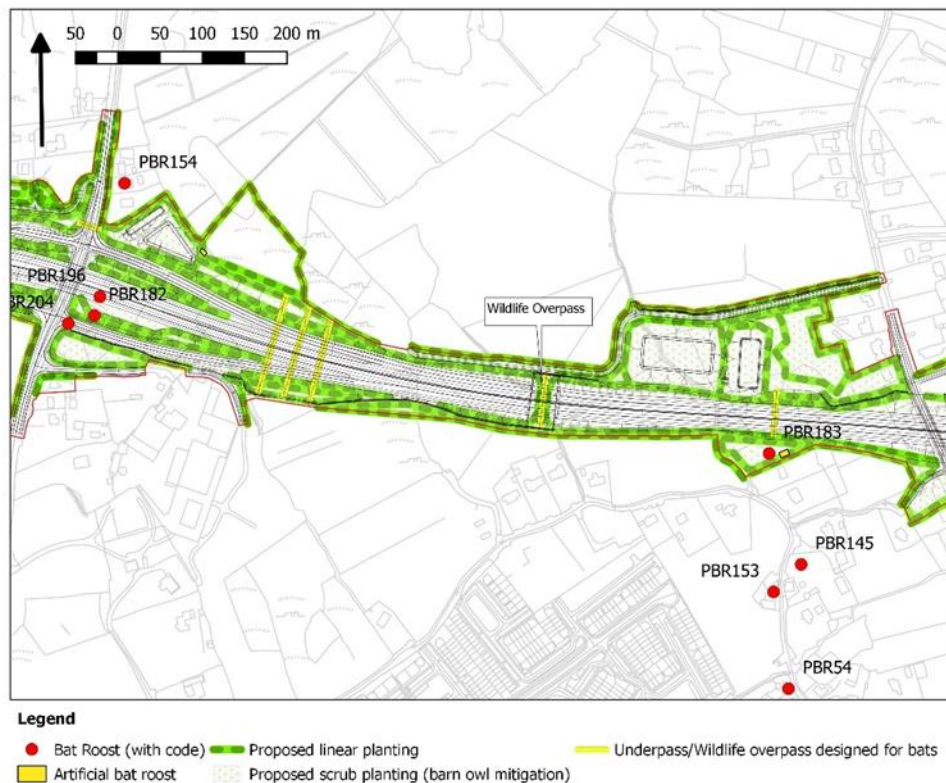 50 0 50 100 150 200 m
PBR154
PBR196
PBR182
BR204
Wildlife Overpass
PBR183
PBR145
PBR153
PBR54
Legend
Bat Roost (with code) Proposed linear planting Underpass/Wildlife overpass designed for bats
Artificial bat roost Proposed scrub planting (barn owl mitigation)